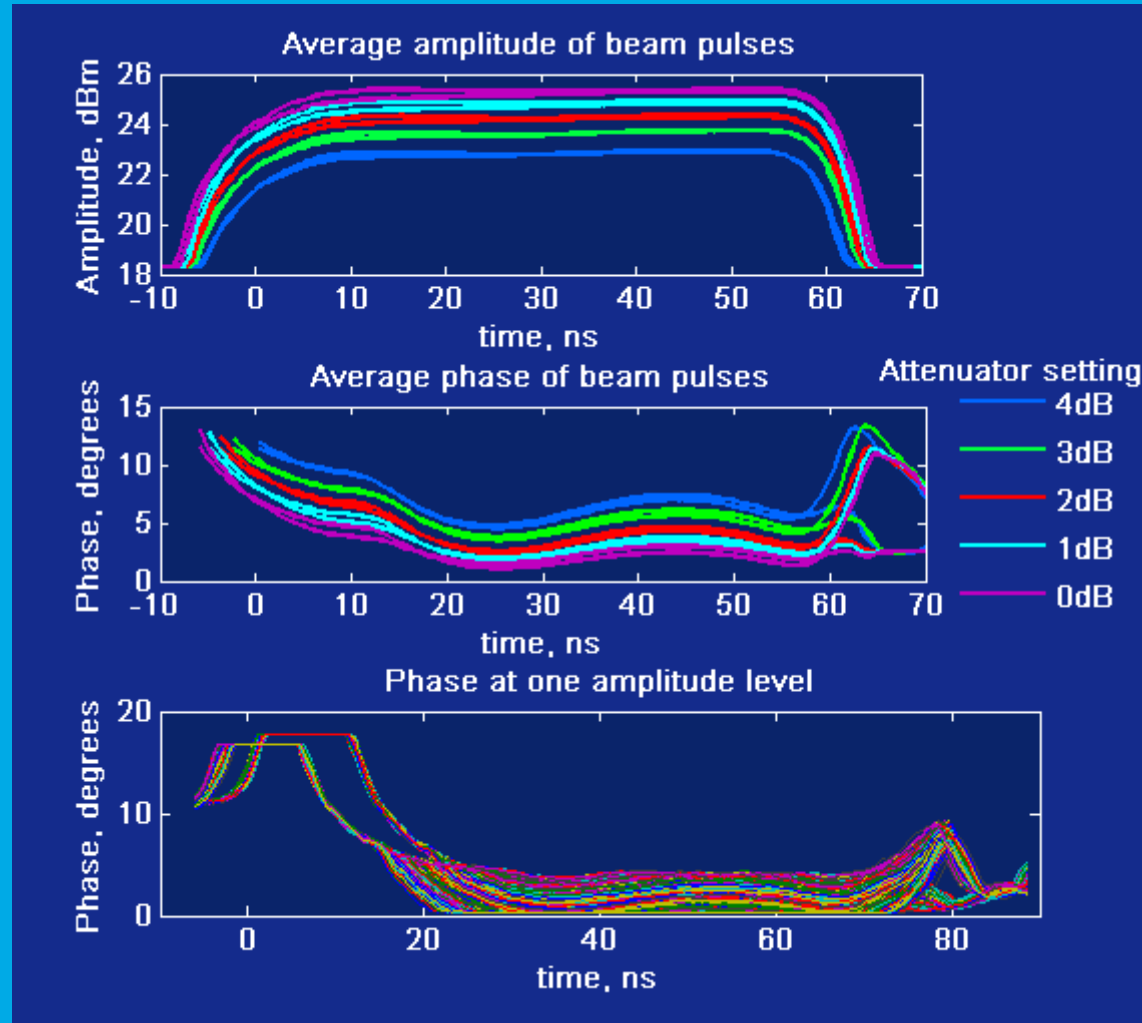 Average amplitude of beam pulses
Amplitude, dBm
26
24
22
20
18
-10 0 10 20 30 40 50 60 70
time, ns
Average phase of beam pulses
Phase, degrees
15
10
5
0
-10 0 10 20 30 40 50 60 70
time, ns
Attenuator setting
4dB
3dB
2dB
1dB
0dB
Phase at one amplitude level
Phase, degrees
20
10
0
0 20 40 60 80
time, ns